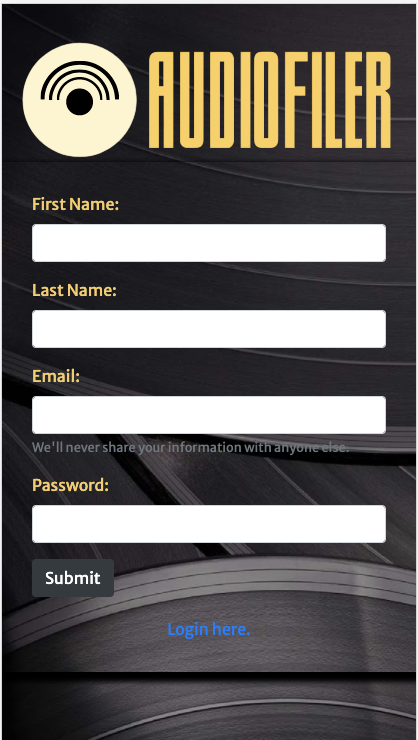 AUDIOFILER
First Name:
Last Name:
Email:
We'll never share your information with anyone else.
Password:
Submit
Login here.